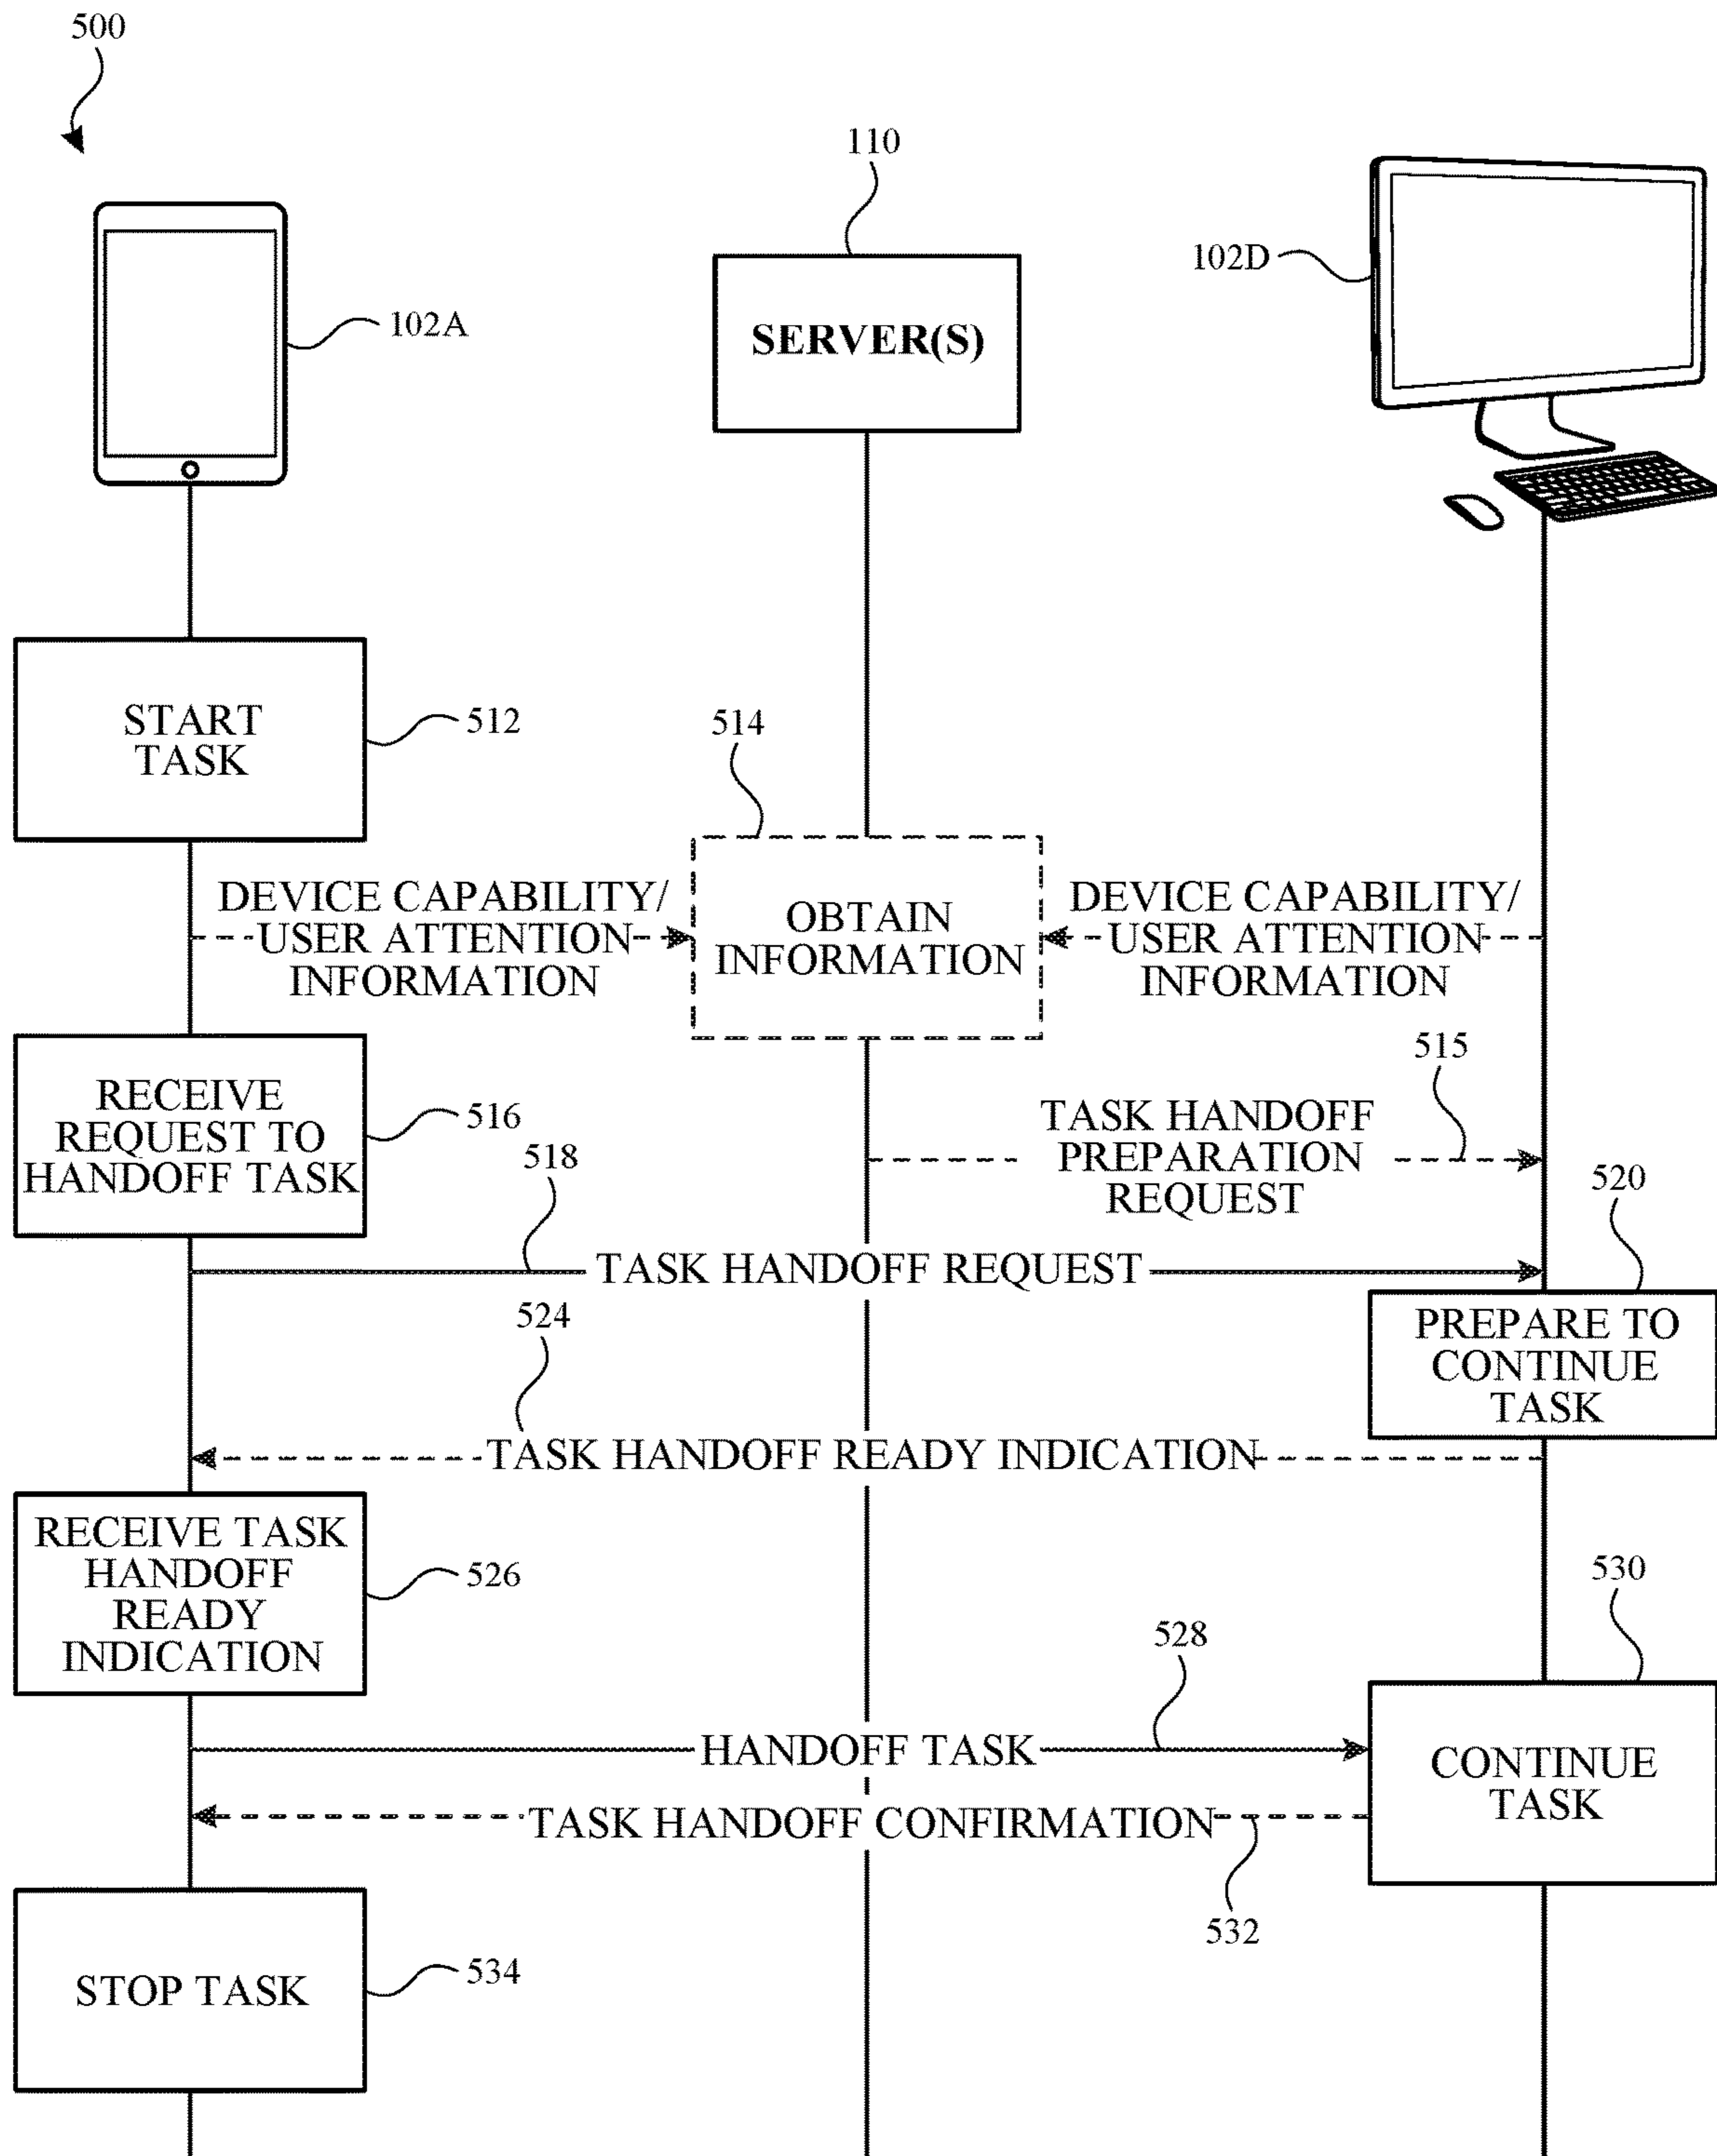 500
110
102D
102A
SERVER(S)
START
TASK
512
514
DEVICE CAPABILITY/
USER ATTENTION
INFORMATION
OBTAIN
INFORMATION
DEVICE CAPABILITY/
USER ATTENTION
INFORMATION
515
RECEIVE
REQUEST TO
HANDOFF TASK
516
TASK HANDOFF
PREPARATION
REQUEST
518
520
TASK HANDOFF REQUEST
524
PREPARE TO
CONTINUE
TASK
TASK HANDOFF READY INDICATION
RECEIVE TASK
HANDOFF
READY
INDICATION
526
530
528
HANDOFF TASK
CONTINUE
TASK
TASK HANDOFF CONFIRMATION
532
STOP TASK
534